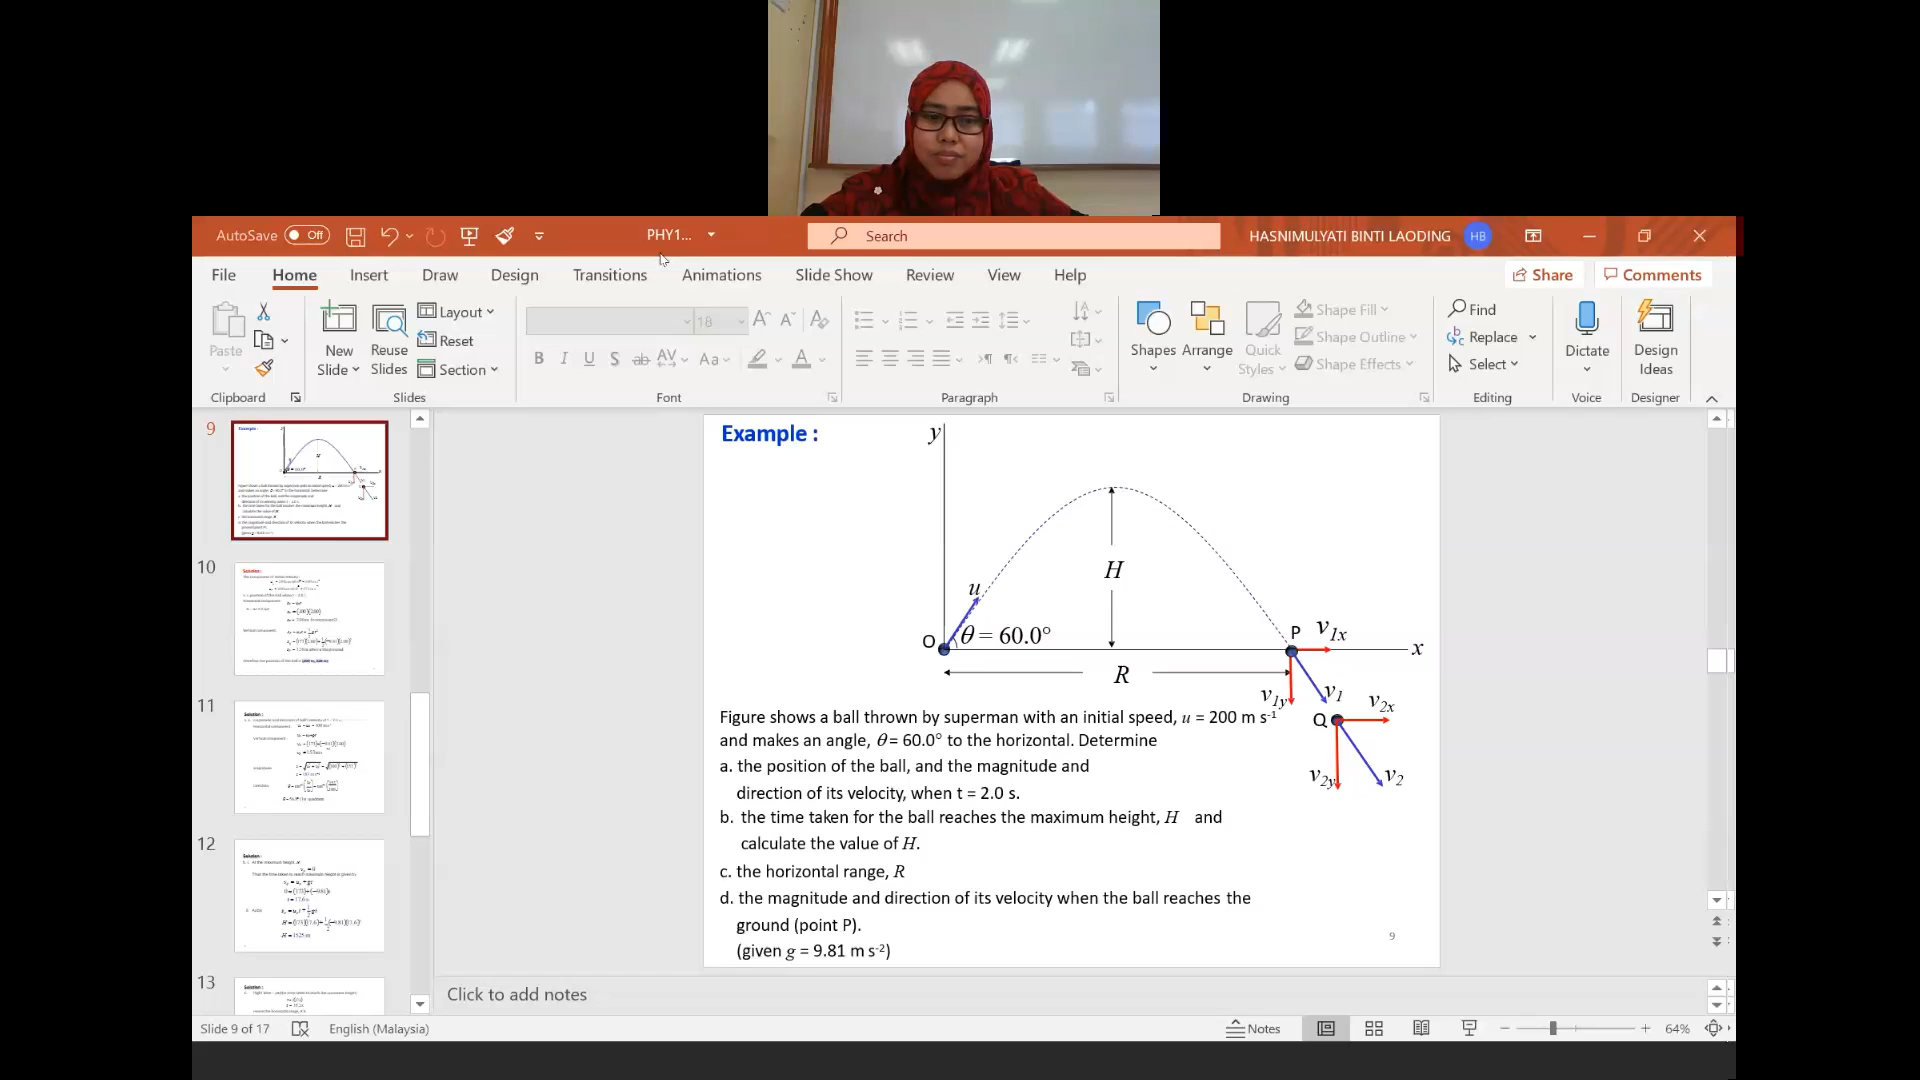 AutoSave Off PHY1... Search HASNIMULYATI BINTI LAODING HB
File Home Insert Draw Design Transitions Animations Slide Show Review View Help Share Comments
Paste
New Slide
Reuse Slides
Layout
Reset
Section
18
B I U S ab AV Aa A
Shapes Arrange Quick Styles
Shape Fill
Shape Outline
Shape Effects
Find
Replace
Select
Dictate
Design Ideas
Clipboard Slides Font Paragraph Drawing Editing Voice Designer
9
10
11
12
13
Example :
y
H
u
O θ = 60.0°
P v1x
x
R
v1y v1
Q v2x
v2y v2
Figure shows a ball thrown by superman with an initial speed, u = 200 m s-1
and makes an angle, θ = 60.0° to the horizontal. Determine
a. the position of the ball, and the magnitude and
direction of its velocity, when t = 2.0 s.
b. the time taken for the ball reaches the maximum height, H and
calculate the value of H.
c. the horizontal range, R
d. the magnitude and direction of its velocity when the ball reaches the
ground (point P).
(given g = 9.81 m s-2)
9
Click to add notes
Slide 9 of 17 English (Malaysia) Notes 64%